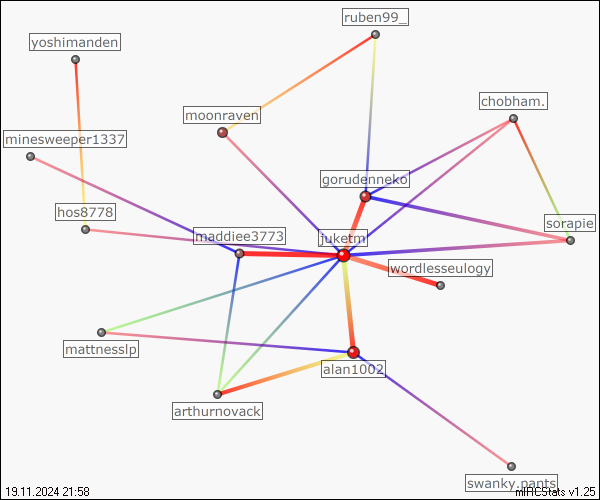 ruben99_
yoshimanden
chobham.
moonraven
minesweeper1337
gorudenneko
hos8778
sorapie
maddiee3773
juketm
wordlesseulogy
mattnesslp
alan1002
arthurnovack
swanky.pants
19.11.2024 21:58
mIRCStats v1.25